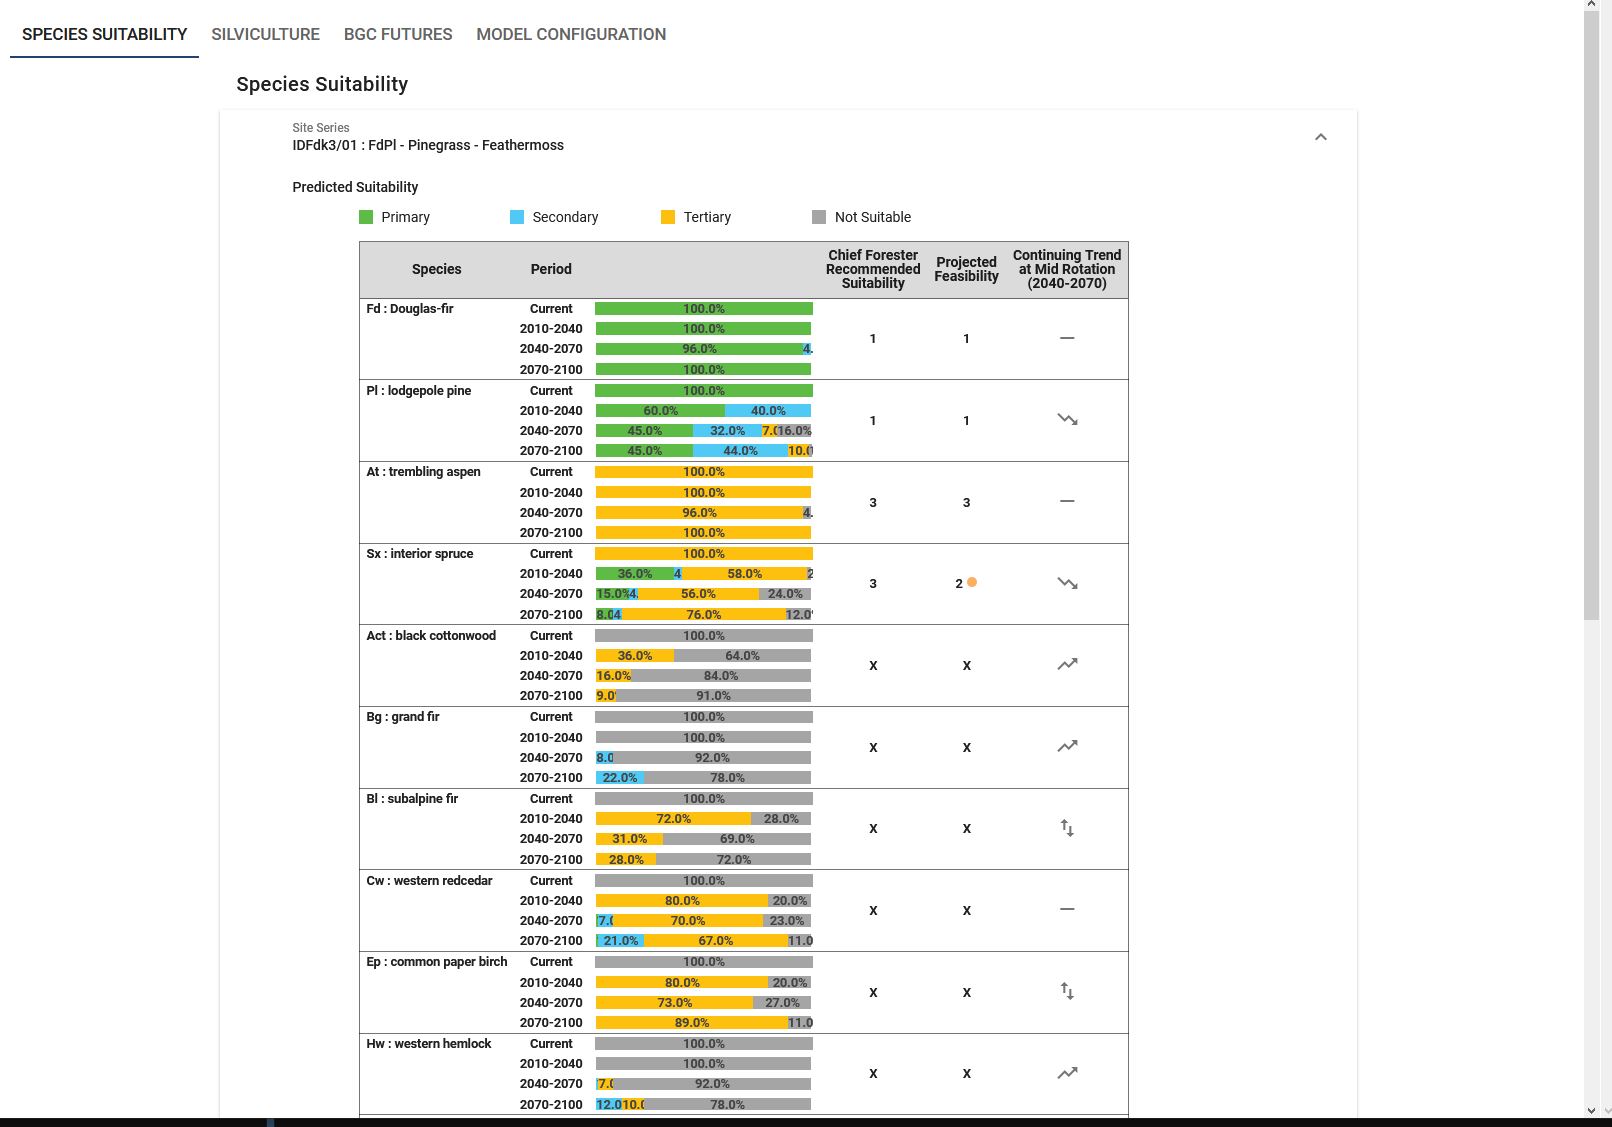 SPECIES SUITABILITY SILVICULTURE BGC FUTURES MODEL CONFIGURATION
Species Suitability
Site Series
IDFdk3/01 : FdPl - Pinegrass - Feathermoss
Predicted Suitability
Primary Secondary Tertiary Not Suitable
Species Period Chief Forester Recommended Suitability Projected Feasibility Continuing Trend at Mid Rotation (2040-2070)
Fd : Douglas-fir Current 100.0%
2010-2040 100.0%
1 1
2040-2070 96.0% 4.
2070-2100 100.0%
Pl : lodgepole pine Current 100.0%
2010-2040 60.0% 40.0%
1 1
2040-2070 45.0% 32.0% 7.0 16.0%
2070-2100 45.0% 44.0% 10.0
At : trembling aspen Current 100.0%
2010-2040 100.0%
3 3
2040-2070 96.0% 4.
2070-2100 100.0%
Sx : interior spruce Current 100.0%
2010-2040 36.0% 4 58.0% 2
3 2
2040-2070 15.0% 4. 56.0% 24.0%
2070-2100 8.0 4 76.0% 12.0
Act : black cottonwood Current 100.0%
2010-2040 36.0% 64.0%
X X
2040-2070 16.0% 84.0%
2070-2100 9.0 91.0%
Bg : grand fir Current 100.0%
2010-2040 100.0%
X X
2040-2070 8.0 92.0%
2070-2100 22.0% 78.0%
Bl : subalpine fir Current 100.0%
2010-2040 72.0% 28.0%
X X
2040-2070 31.0% 69.0%
2070-2100 28.0% 72.0%
Cw : western redcedar Current 100.0%
2010-2040 80.0% 20.0%
X X
2040-2070 7.0 70.0% 23.0%
2070-2100 21.0% 67.0% 11.0
Ep : common paper birch Current 100.0%
2010-2040 80.0% 20.0%
X X
2040-2070 73.0% 27.0%
2070-2100 89.0% 11.0
Hw : western hemlock Current 100.0%
2010-2040 100.0%
X X
2040-2070 7.0 92.0%
2070-2100 12.0 10.0 78.0%